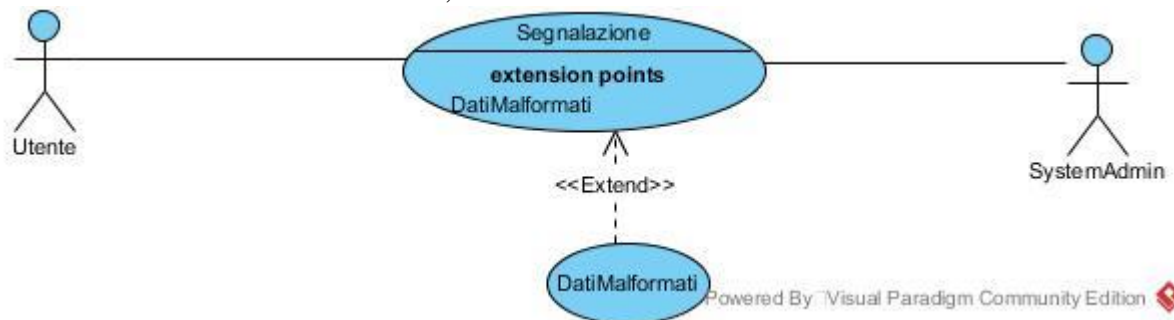 Segnalazione
extension points
DatiMalformati
Utente
SystemAdmin
<<Extend>>
DatiMalformati
Powered By Visual Paradigm Community Edition